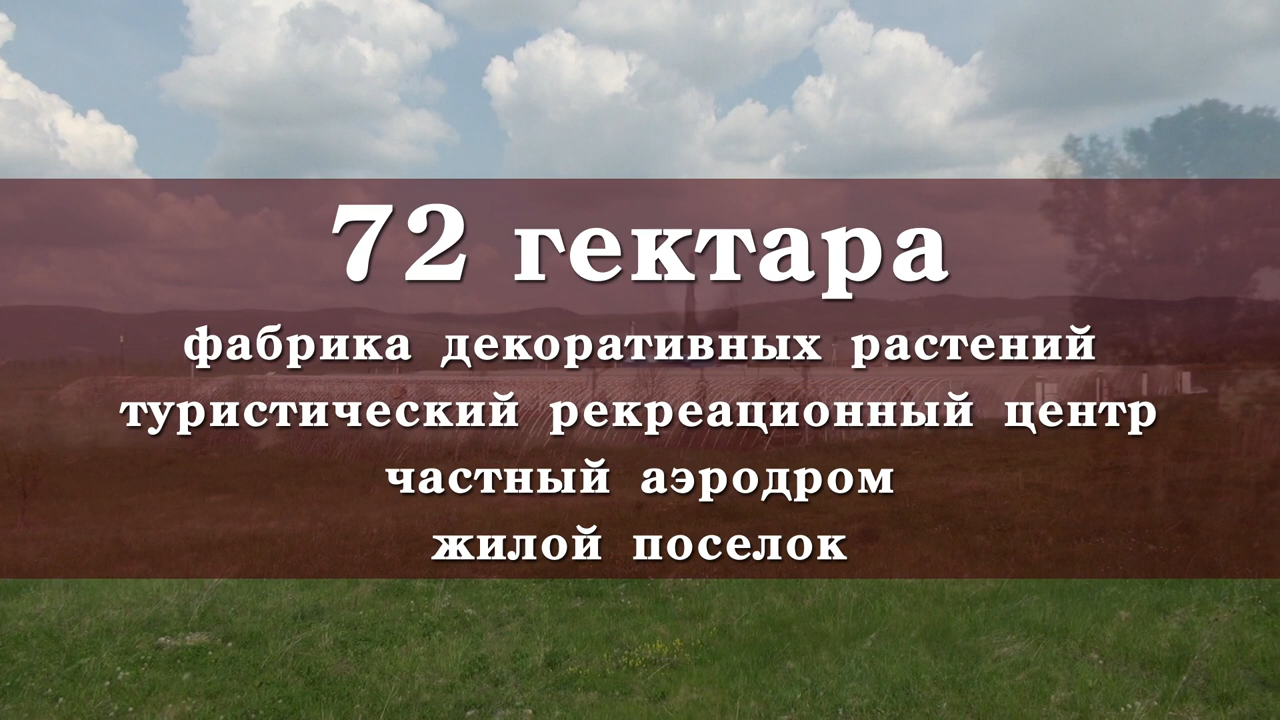 72 гектара
фабрика декоративных растений
туристический рекреационный центр
частный аэродром
жилой поселок